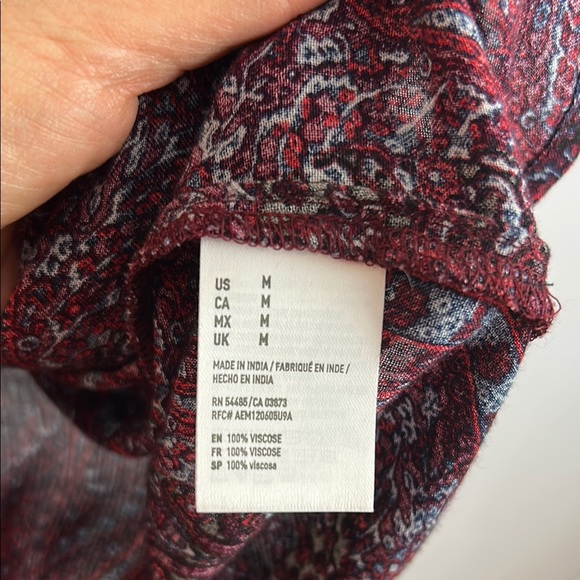 US M
CA M
MX M
UK M
MADE IN INDIA / FABRIQUÉ EN INDE /
HECHO EN INDIA
RN 54485/CA 03873
RFC# AEM120605U9A
EN 100% VISCOSE
FR 100% VISCOSE
SP 100% viscosa